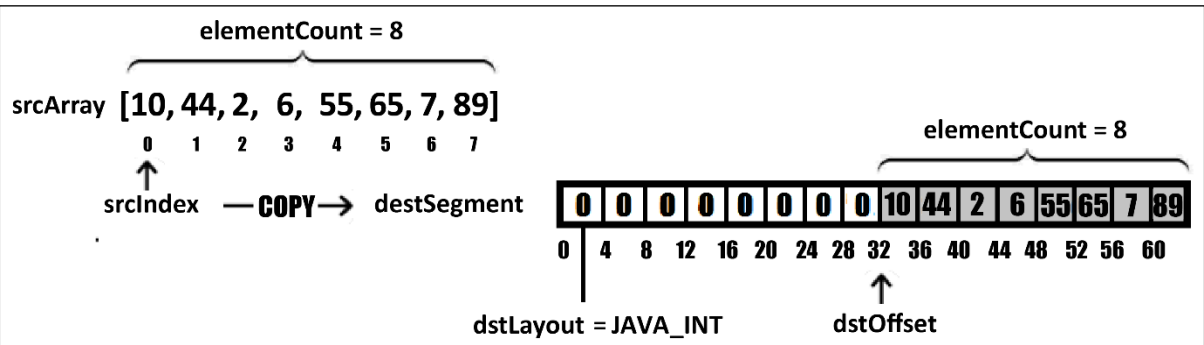 elementCount = 8
srcArray [10, 44, 2, 6, 55, 65, 7, 89]
0 1 2 3 4 5 6 7
elementCount = 8
srcIndex COPY destSegment
0 0 0 0 0 0 0 0 10 44 2 6 55 65 7 89
0 4 8 12 16 20 24 28 32 36 40 44 48 52 56 60
dstLayout = JAVA_INT
dstOffset